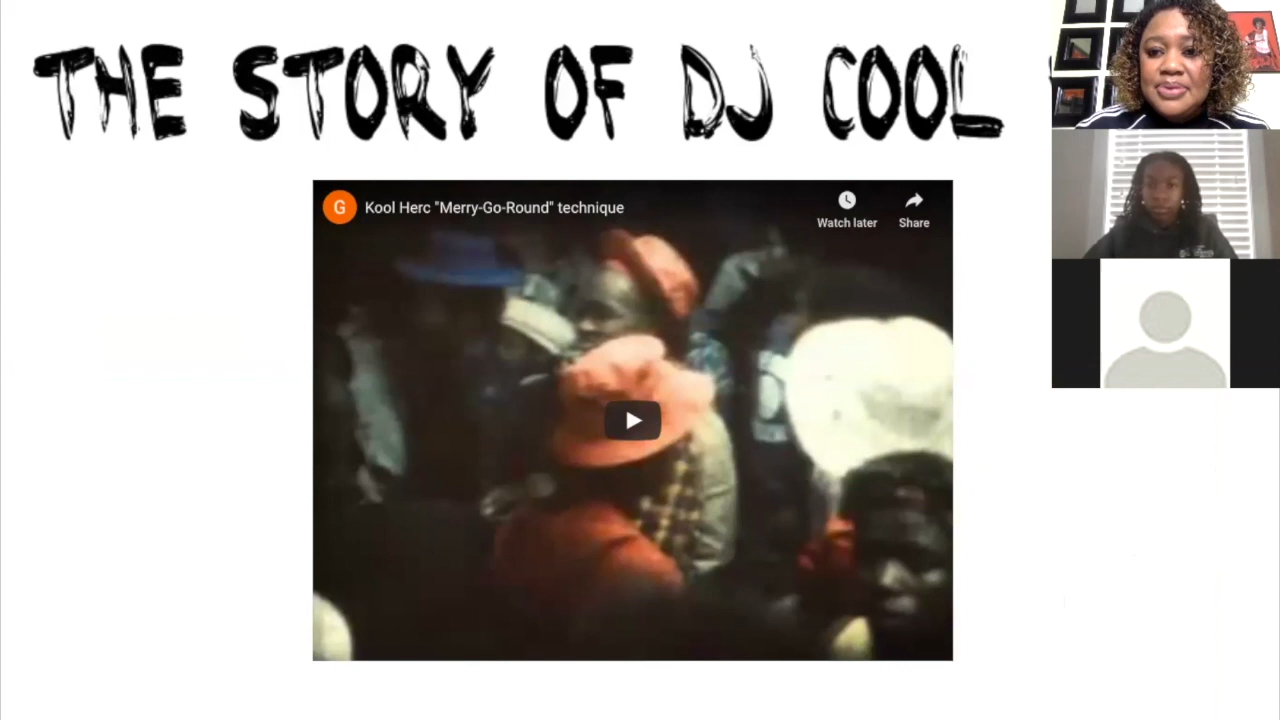 THE STORY OF DJ COOL
G
Kool Herc "Merry-Go-Round" technique
Watch later
Share